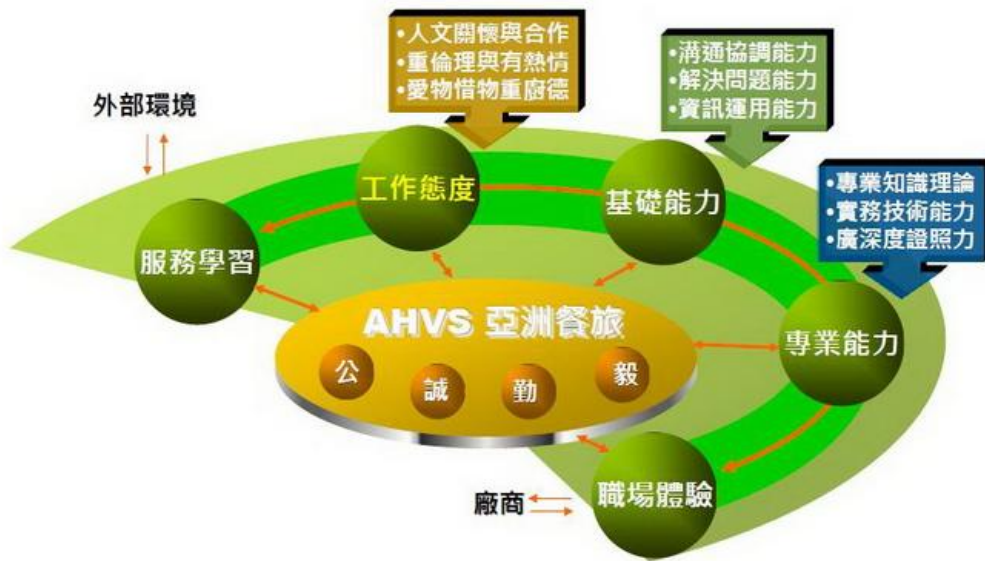 •人文關懷與合作
•重倫理與有熱情
•愛物惜物重廚德
•溝通協調能力
•解決問題能力
•資訊運用能力
外部環境
•專業知識理論
•實務技術能力
•廣深度證照力
工作態度
基礎能力
服務學習
AHVS 亞洲餐旅
專業能力
公
誠
勤
毅
職場體驗
廠商